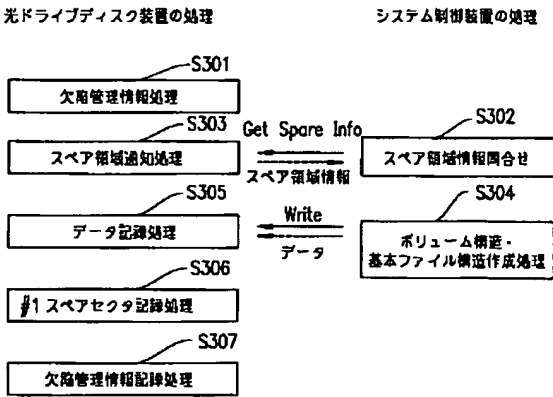 光ドライブディスク装置の処理
システム制御装置の処理
S301
欠陥管理情報処理
S303
スペア領域通知処理
Get Spare Info
スペア領域情報
S302
スペア領域情報問合せ
S305
データ記録処理
Write
データ
S304
ボリューム構造・
基本ファイル構造作成処理
S306
#1 スペアセクタ記録処理
S307
欠陥管理情報記録処理